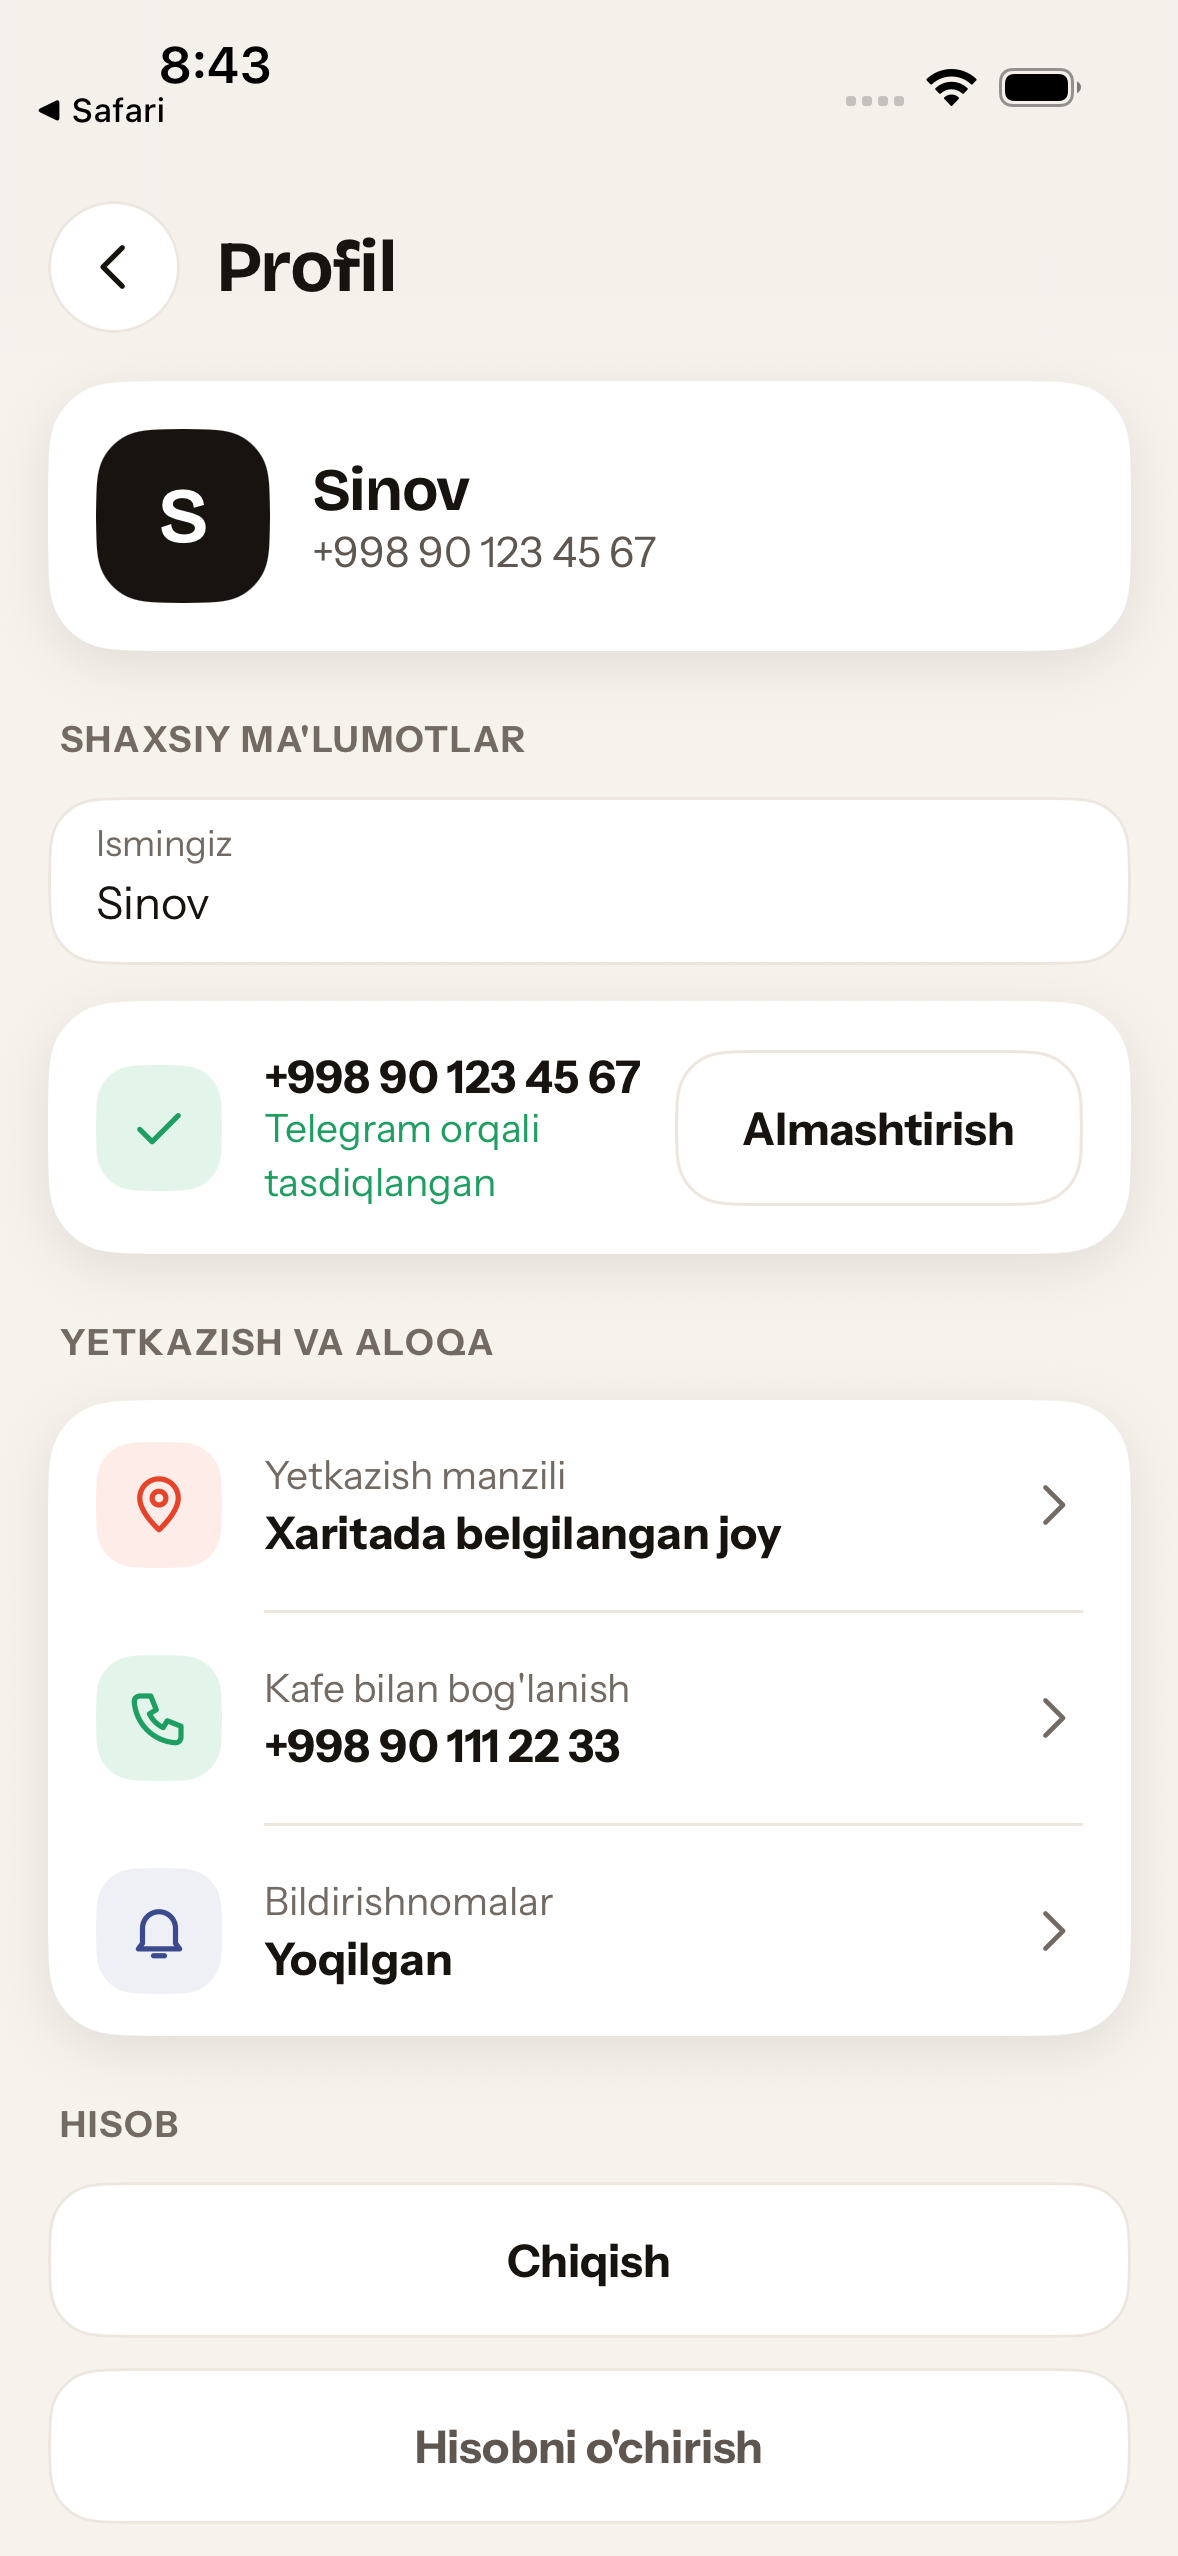 8:43
Safari
Profil
S
Sinov
+998 90 123 45 67
SHAXSIY MA'LUMOTLAR
Ismingiz
Sinov
+998 90 123 45 67
Telegram orqali
tasdiqlangan
Almashtirish
YETKAZISH VA ALOQA
Yetkazish manzili
Xaritada belgilangan joy
Kafe bilan bog'lanish
+998 90 111 22 33
Bildirishnomalar
Yoqilgan
HISOB
Chiqish
Hisobni o'chirish